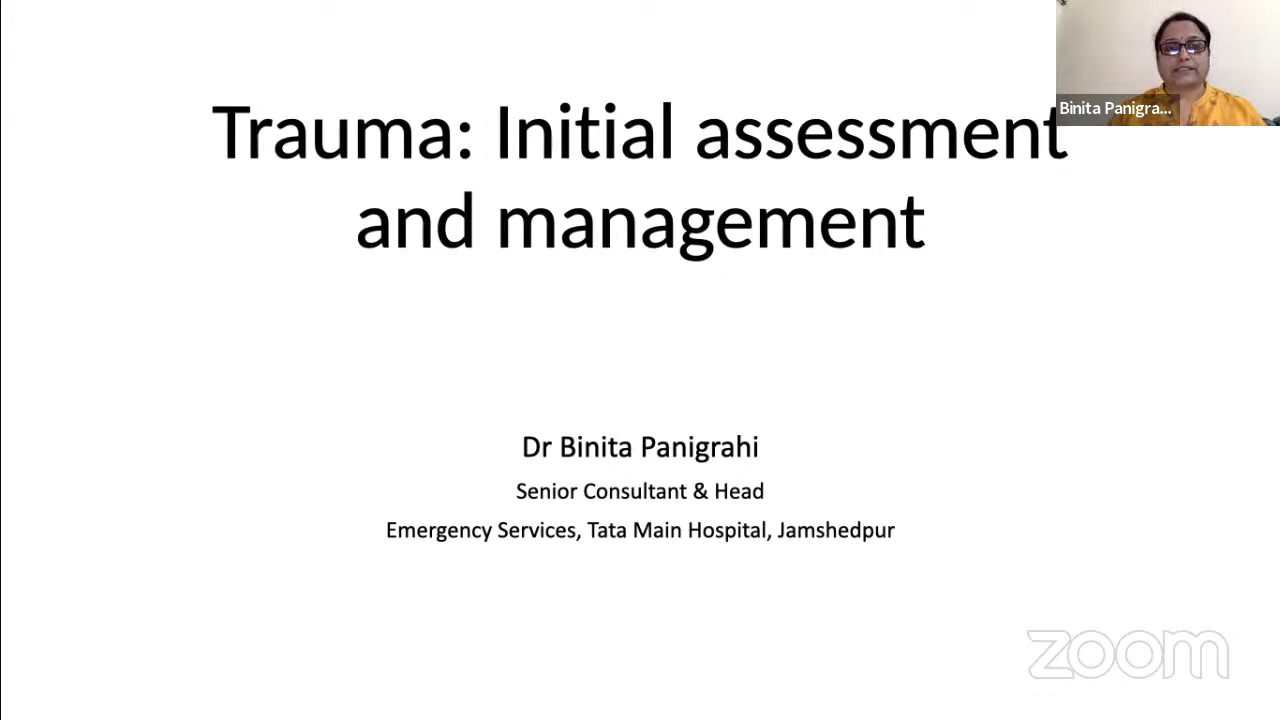 Trauma: Initial assessment
and management
Binita Panigra...
Dr Binita Panigrahi
Senior Consultant & Head
Emergency Services, Tata Main Hospital, Jamshedpur
zoom